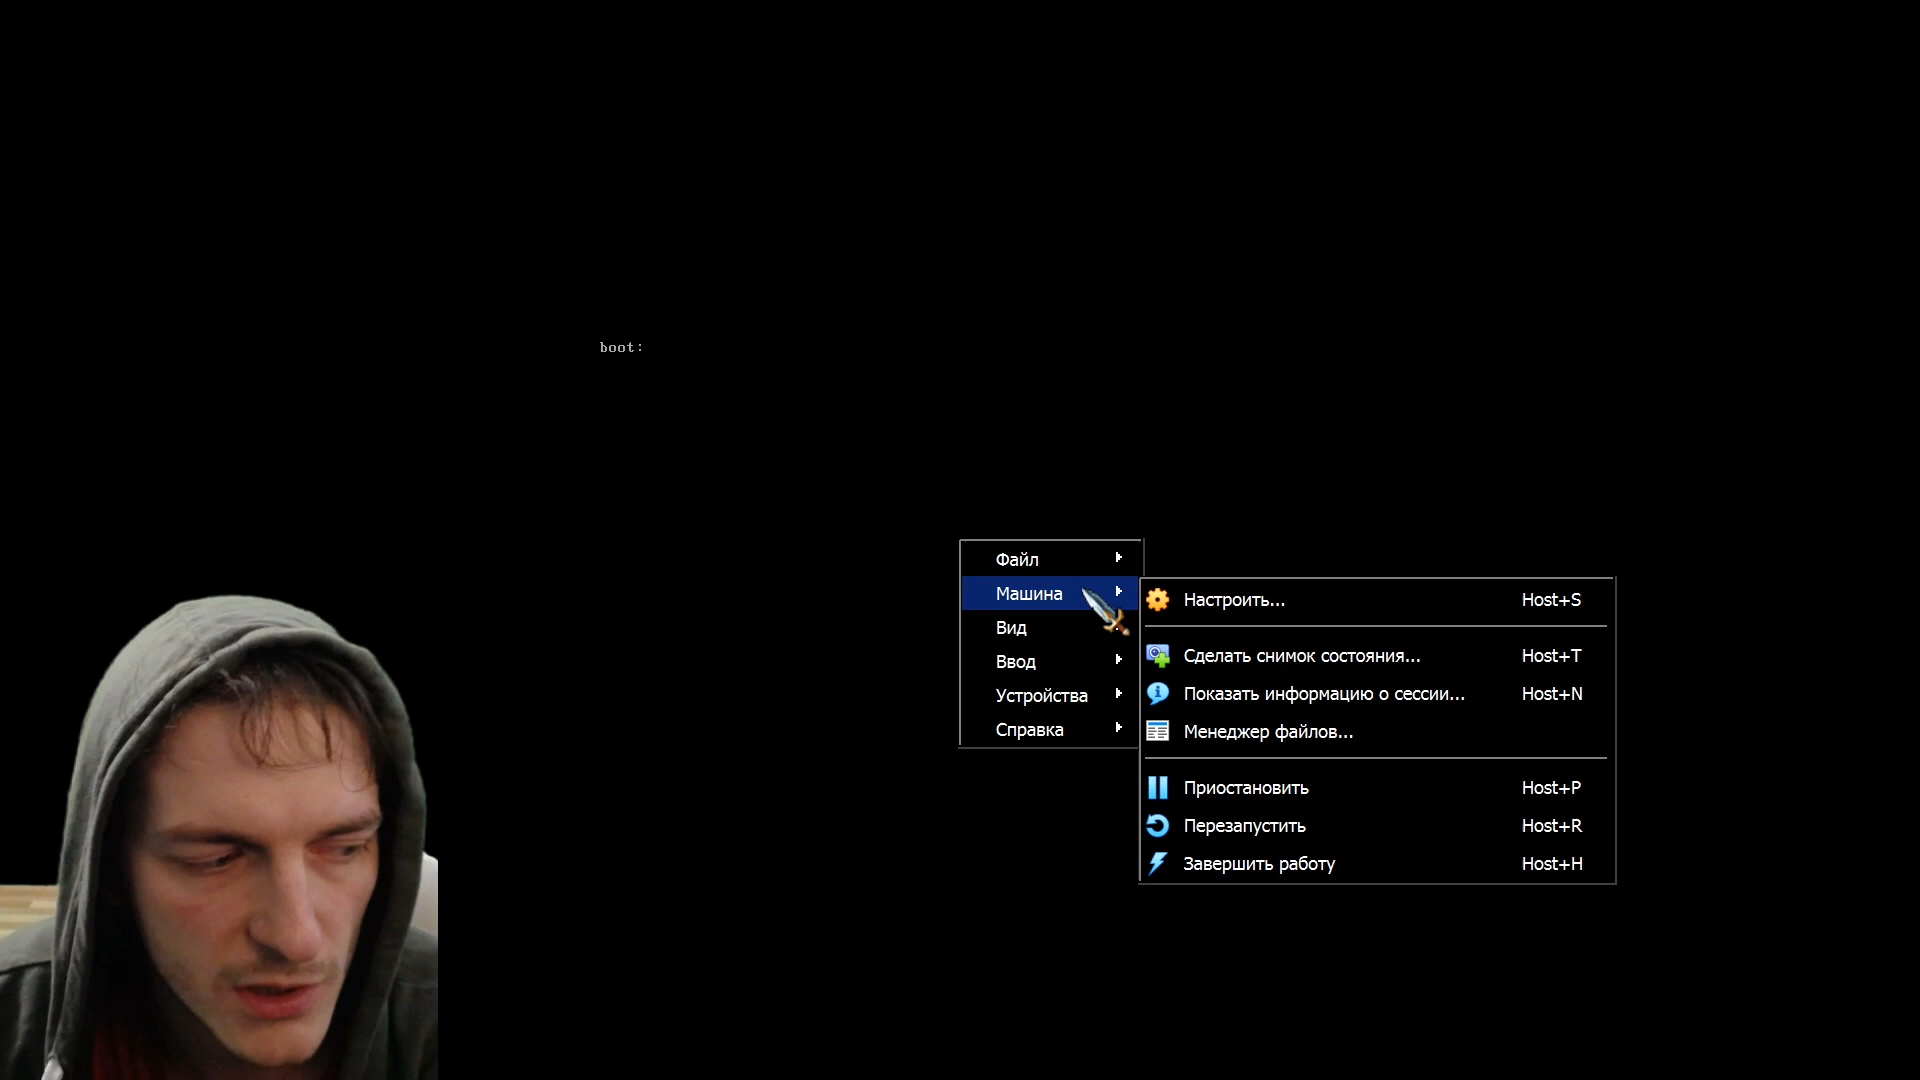 boot:
Файл
Машина
Вид
Ввод
Устройства
Справка
Настроить... Host+S
Сделать снимок состояния... Host+T
Показать информацию о сессии... Host+N
Менеджер файлов...
Приостановить Host+P
Перезапустить Host+R
Завершить работу Host+H